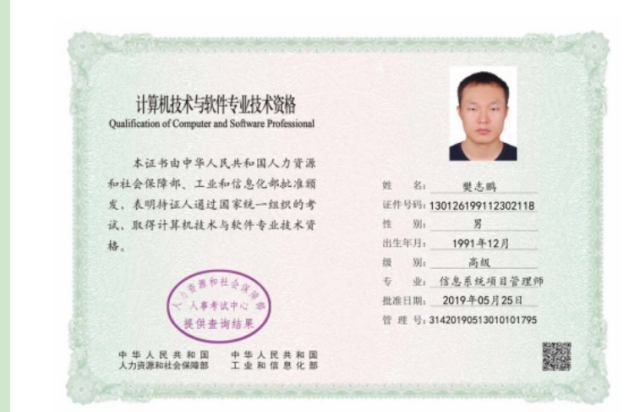 计算机技术与软件专业技术资格
Qualification of Computer and Software Professional
本证书由中华人民共和国人力资源
和社会保障部、工业和信息化部批准颁
发，表明持证人通过国家统一组织的考
试，取得计算机技术与软件专业技术资
格。
人力资源和社会保障部
人事考试中心
提供查询结果
中华人民共和国 中华人民共和国
人力资源和社会保障部 工业和信息化部
姓 名: 樊志鹏
证件号码: 130126199112302118
性 别: 男
出生年月: 1991年12月
级 别: 高级
专 业: 信息系统项目管理师
批准日期: 2019年05月25日
管 理 号: 31420190513010101795